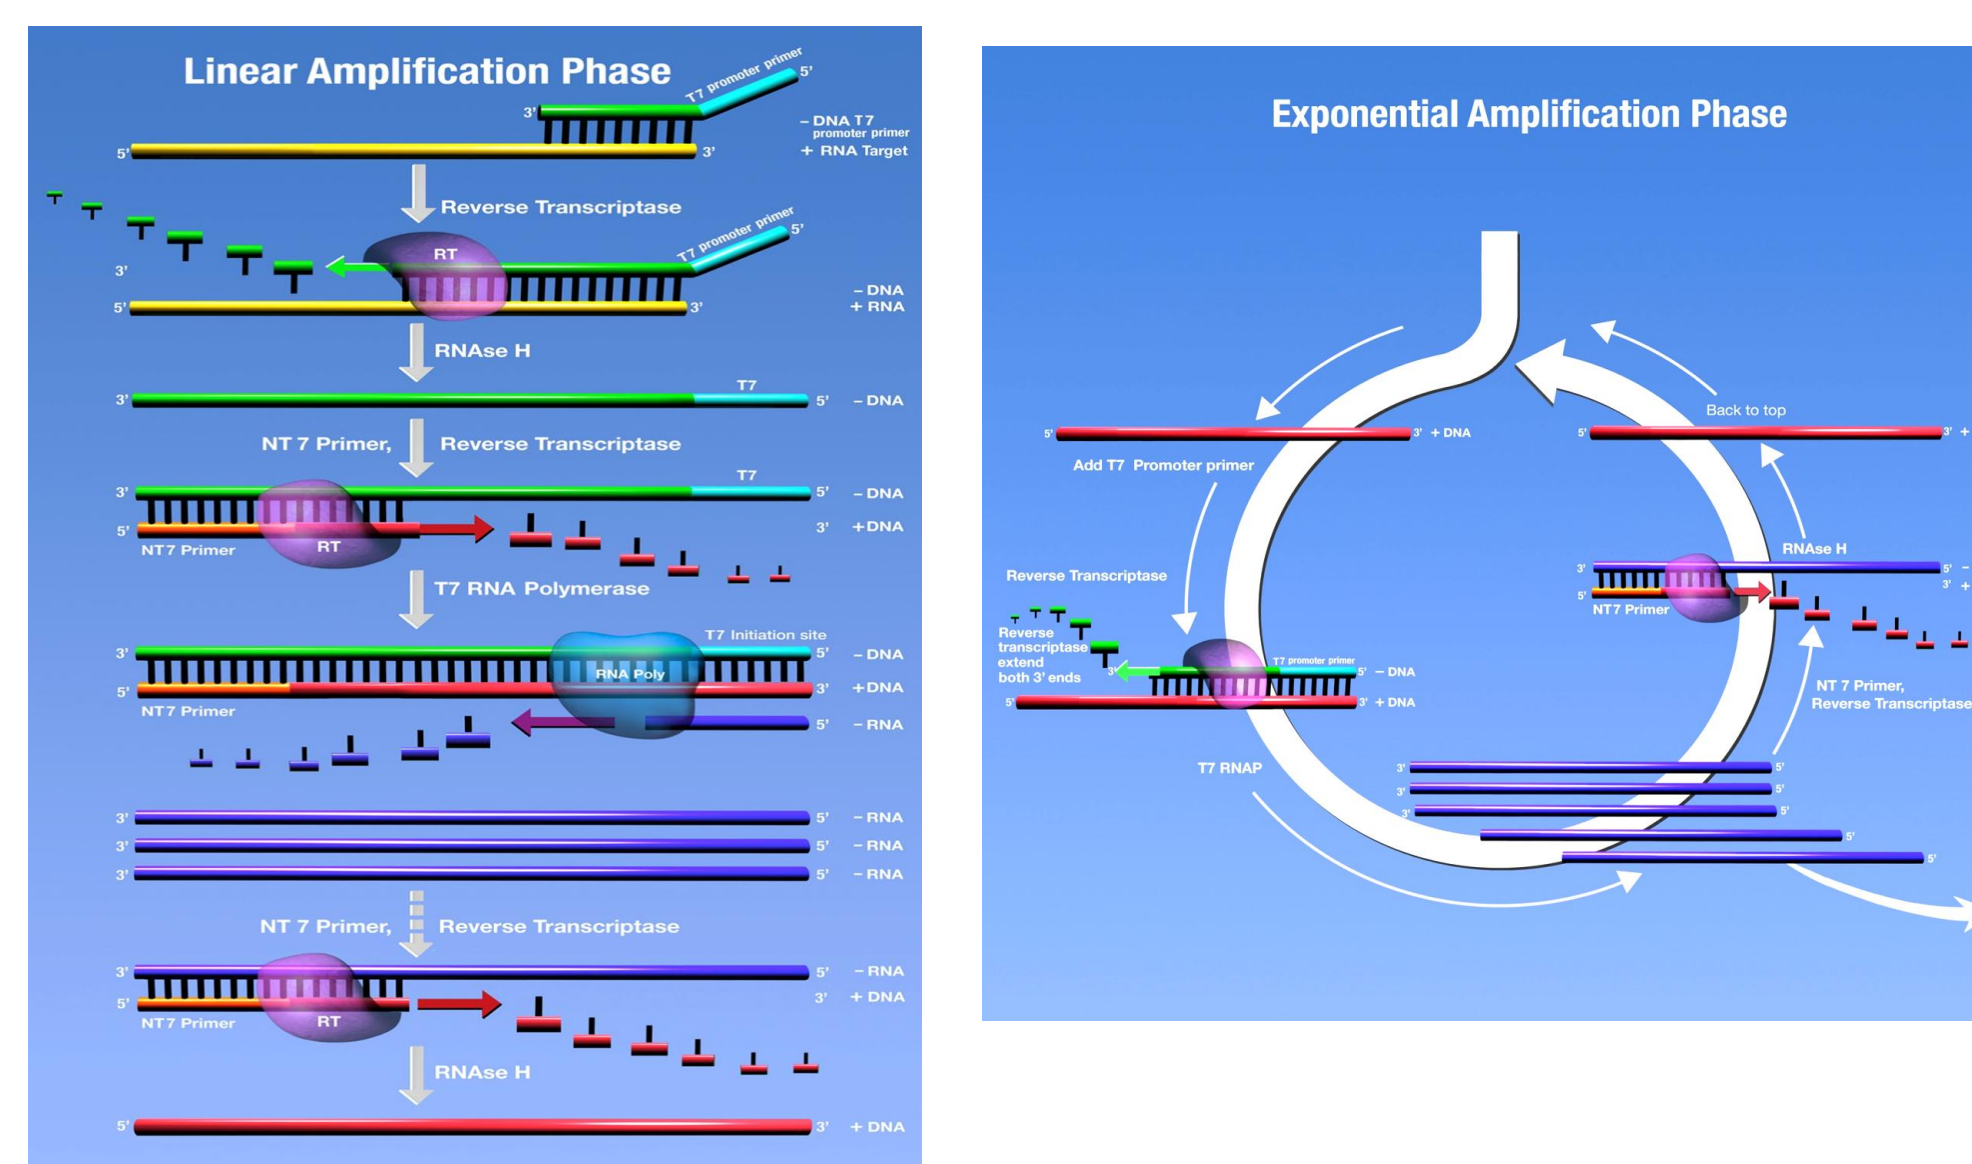 Linear Amplification Phase
T7 promoter primer
5'
3'
– DNA T7
promoter primer
5'
3'
+ RNA Target
Reverse Transcriptase
T7 promoter primer
5'
RT
3'
– DNA
5'
3'
+ RNA
RNAse H
T7
3'
5'
– DNA
NT 7 Primer,
Reverse Transcriptase
T7
3'
5'
– DNA
5'
3'
+DNA
NT7 Primer
RT
T7 RNA Polymerase
T7 Initiation site
3'
5'
– DNA
RNA Poly
5'
3'
+DNA
NT7 Primer
5'
– RNA
3'
5'
– RNA
3'
5'
– RNA
3'
5'
– RNA
NT 7 Primer,
Reverse Transcriptase
3'
5'
– RNA
5'
3'
+ DNA
NT7 Primer
RT
RNAse H
5'
3'
+ DNA
Exponential Amplification Phase
Back to top
5'
3' + DNA
5'
3' +
Add T7 Promoter primer
RNAse H
3'
5' –
3' +
5'
NT7 Primer
Reverse Transcriptase
Reverse
transcriptase
extend
both 3' ends
T7 promoter primer
3'
5' – DNA
5'
3' + DNA
NT 7 Primer,
Reverse Transcriptase
T7 RNAP
3'
5'
3'
5'
3'
5'
5'
5'